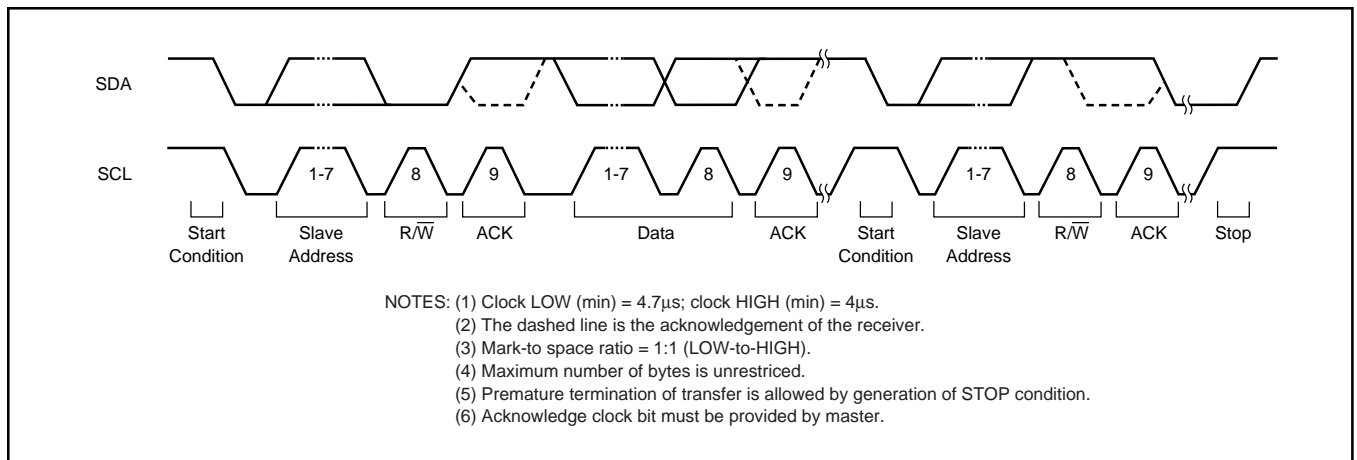 SDA
SCL
1-7 8 9 1-7 8 9 1-7 8 9
Start Condition
Slave Address
R/W̅
ACK
Data
ACK
Start Condition
Slave Address
R/W̅
ACK
Stop
NOTES: (1) Clock LOW (min) = 4.7µs; clock HIGH (min) = 4µs.
(2) The dashed line is the acknowledgement of the receiver.
(3) Mark-to space ratio = 1:1 (LOW-to-HIGH).
(4) Maximum number of bytes is unrestriced.
(5) Premature termination of transfer is allowed by generation of STOP condition.
(6) Acknowledge clock bit must be provided by master.